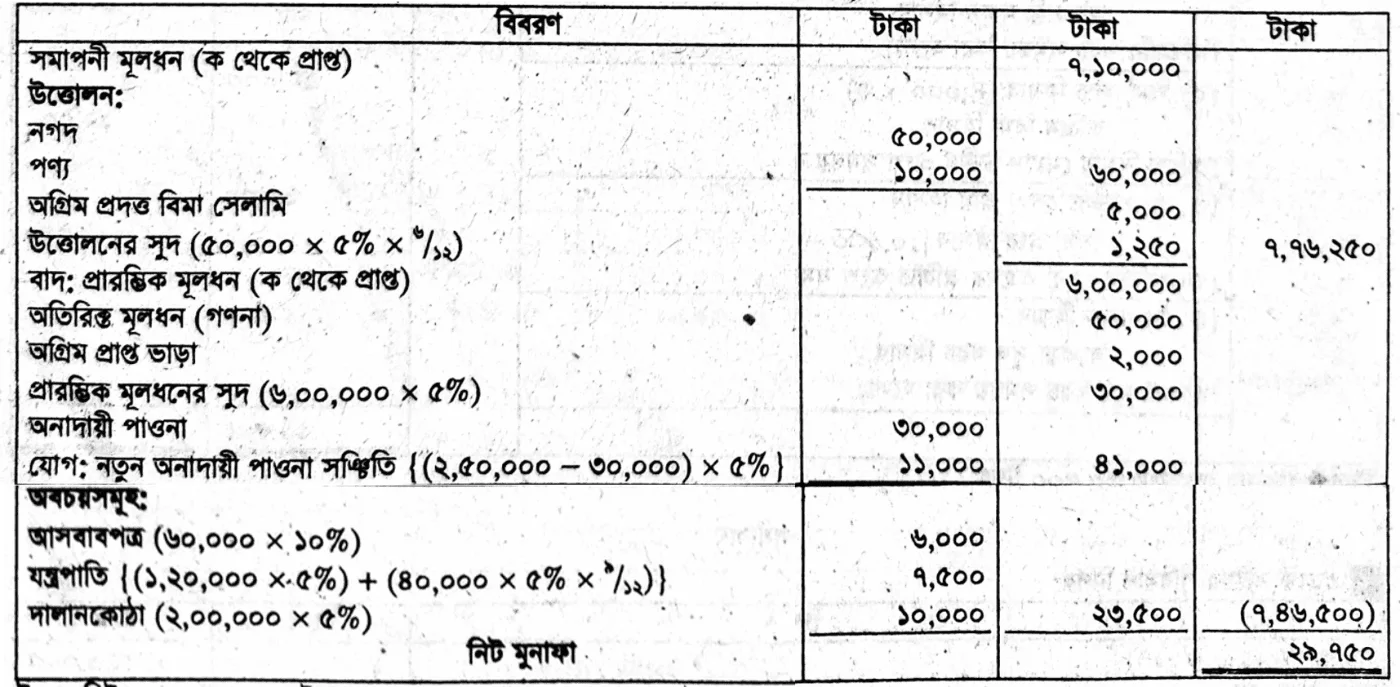 বিবরণ টাকা টাকা টাকা
সমাপনী মূলধন (ক থেকে প্রাপ্ত) ৭,১০,০০০
উত্তোলন:
নগদ ৫০,০০০
পণ্য ১০,০০০ ৬০,০০০
অগ্রিম প্রদত্ত বিমা সেলামি ৫,০০০
উত্তোলনের সুদ (৫০,০০০ × ৫% × ৬/১২) ১,২৫০ ৭,৭৬,২৫০
বাদ: প্রারম্ভিক মূলধন (ক থেকে প্রাপ্ত) ৬,০০,০০০
অতিরিক্ত মূলধন (গণনা) ৫০,০০০
অগ্রিম প্রাপ্ত ভাড়া ২,০০০
প্রারম্ভিক মূলধনের সুদ (৬,০০,০০০ × ৫%) ৩০,০০০
অনাদায়ী পাওনা ৩০,০০০
যোগ: নতুন অনাদায়ী পাওনা সঞ্চিতি {(২,৫০,০০০ – ৩০,০০০) × ৫%} ১১,০০০ ৪১,০০০
অবচয়সমূহ:
আসবাবপত্র (৬০,০০০ × ১০%) ৬,০০০
যন্ত্রপাতি {(১,২০,০০০ × ৫%) + (৪০,০০০ × ৫% × ৯/১২)} ৭,৫০০
দালানকোঠা (২,০০,০০০ × ৫%) ১০,০০০ ২৩,৫০০ (৭,৪৬,৫০০)
নিট মুনাফা ২৯,৭৫০